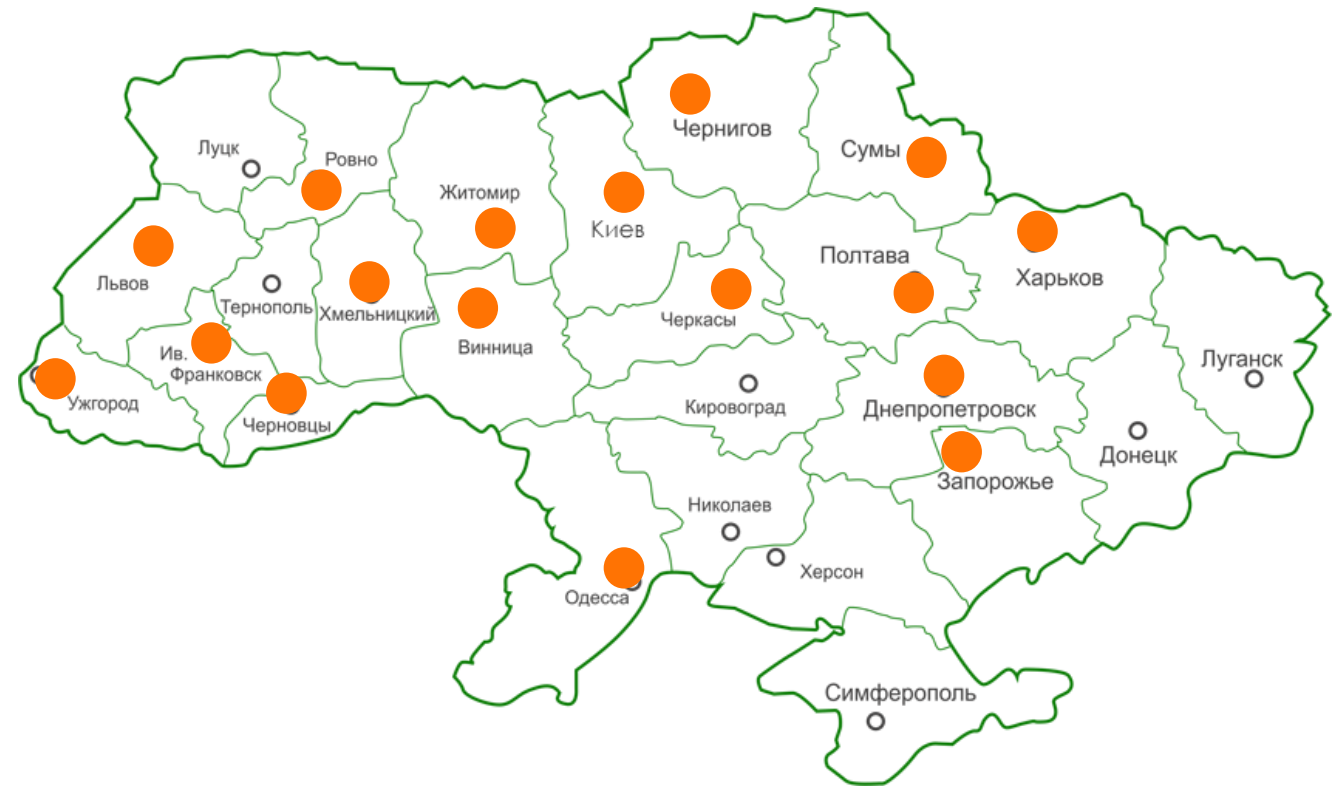 Чернигов
Сумы
Луцк
Ровно
Житомир
Киев
Полтава
Харьков
Львов
Тернополь
Хмельницкий
Черкасы
Винница
Ив.
Франковск
Луганск
Ужгород
Кировоград
Днепропетровск
Черновцы
Донецк
Запорожье
Николаев
Херсон
Одесса
Симферополь